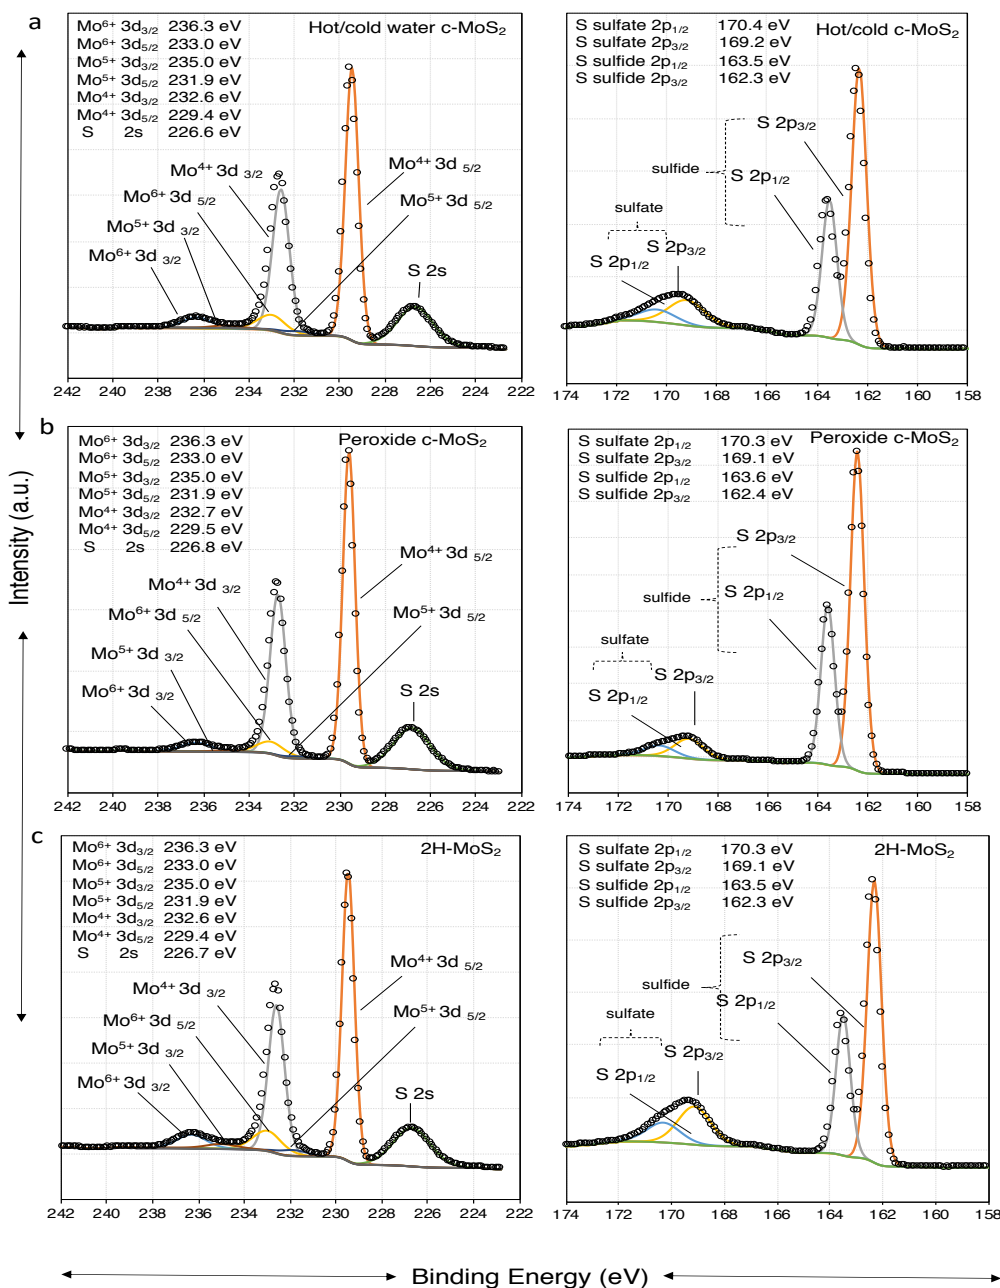 a
Mo⁶⁺ 3d₃/₂ 236.3 eV
Mo⁶⁺ 3d₅/₂ 233.0 eV
Mo⁵⁺ 3d₃/₂ 235.0 eV
Mo⁵⁺ 3d₅/₂ 231.9 eV
Mo⁴⁺ 3d₃/₂ 232.6 eV
Mo⁴⁺ 3d₅/₂ 229.4 eV
S 2s 226.6 eV
Hot/cold water c-MoS₂
Mo⁴⁺ 3d ₃/₂
Mo⁶⁺ 3d ₅/₂
Mo⁵⁺ 3d ₃/₂
Mo⁶⁺ 3d ₃/₂
Mo⁴⁺ 3d ₅/₂
Mo⁵⁺ 3d ₅/₂
S 2s
242 240 238 236 234 232 230 228 226 224 222
S sulfate 2p₁/₂ 170.4 eV
S sulfate 2p₃/₂ 169.2 eV
S sulfide 2p₁/₂ 163.5 eV
S sulfide 2p₃/₂ 162.3 eV
Hot/cold c-MoS₂
S 2p₃/₂
sulfide
S 2p₁/₂
sulfate
S 2p₃/₂
S 2p₁/₂
174 172 170 168 166 164 162 160 158
b
Mo⁶⁺ 3d₃/₂ 236.3 eV
Mo⁶⁺ 3d₅/₂ 233.0 eV
Mo⁵⁺ 3d₃/₂ 235.0 eV
Mo⁵⁺ 3d₅/₂ 231.9 eV
Mo⁴⁺ 3d₃/₂ 232.7 eV
Mo⁴⁺ 3d₅/₂ 229.5 eV
S 2s 226.8 eV
Peroxide c-MoS₂
Mo⁴⁺ 3d ₃/₂
Mo⁶⁺ 3d ₅/₂
Mo⁵⁺ 3d ₃/₂
Mo⁶⁺ 3d ₃/₂
Mo⁴⁺ 3d ₅/₂
Mo⁵⁺ 3d ₅/₂
S 2s
242 240 238 236 234 232 230 228 226 224 222
S sulfate 2p₁/₂ 170.3 eV
S sulfate 2p₃/₂ 169.1 eV
S sulfide 2p₁/₂ 163.6 eV
S sulfide 2p₃/₂ 162.4 eV
Peroxide c-MoS₂
S 2p₃/₂
sulfide
S 2p₁/₂
sulfate
S 2p₃/₂
S 2p₁/₂
174 172 170 168 166 164 162 160 158
Intensity (a.u.)
c
Mo⁶⁺ 3d₃/₂ 236.3 eV
Mo⁶⁺ 3d₅/₂ 233.0 eV
Mo⁵⁺ 3d₃/₂ 235.0 eV
Mo⁵⁺ 3d₅/₂ 231.9 eV
Mo⁴⁺ 3d₃/₂ 232.6 eV
Mo⁴⁺ 3d₅/₂ 229.4 eV
S 2s 226.7 eV
2H-MoS₂
Mo⁴⁺ 3d ₃/₂
Mo⁶⁺ 3d ₅/₂
Mo⁵⁺ 3d ₃/₂
Mo⁶⁺ 3d ₃/₂
Mo⁴⁺ 3d ₅/₂
Mo⁵⁺ 3d ₅/₂
S 2s
242 240 238 236 234 232 230 228 226 224 222
S sulfate 2p₁/₂ 170.3 eV
S sulfate 2p₃/₂ 169.1 eV
S sulfide 2p₁/₂ 163.5 eV
S sulfide 2p₃/₂ 162.3 eV
2H-MoS₂
S 2p₃/₂
sulfide
S 2p₁/₂
sulfate
S 2p₃/₂
S 2p₁/₂
174 172 170 168 166 164 162 160 158
Binding Energy (eV)